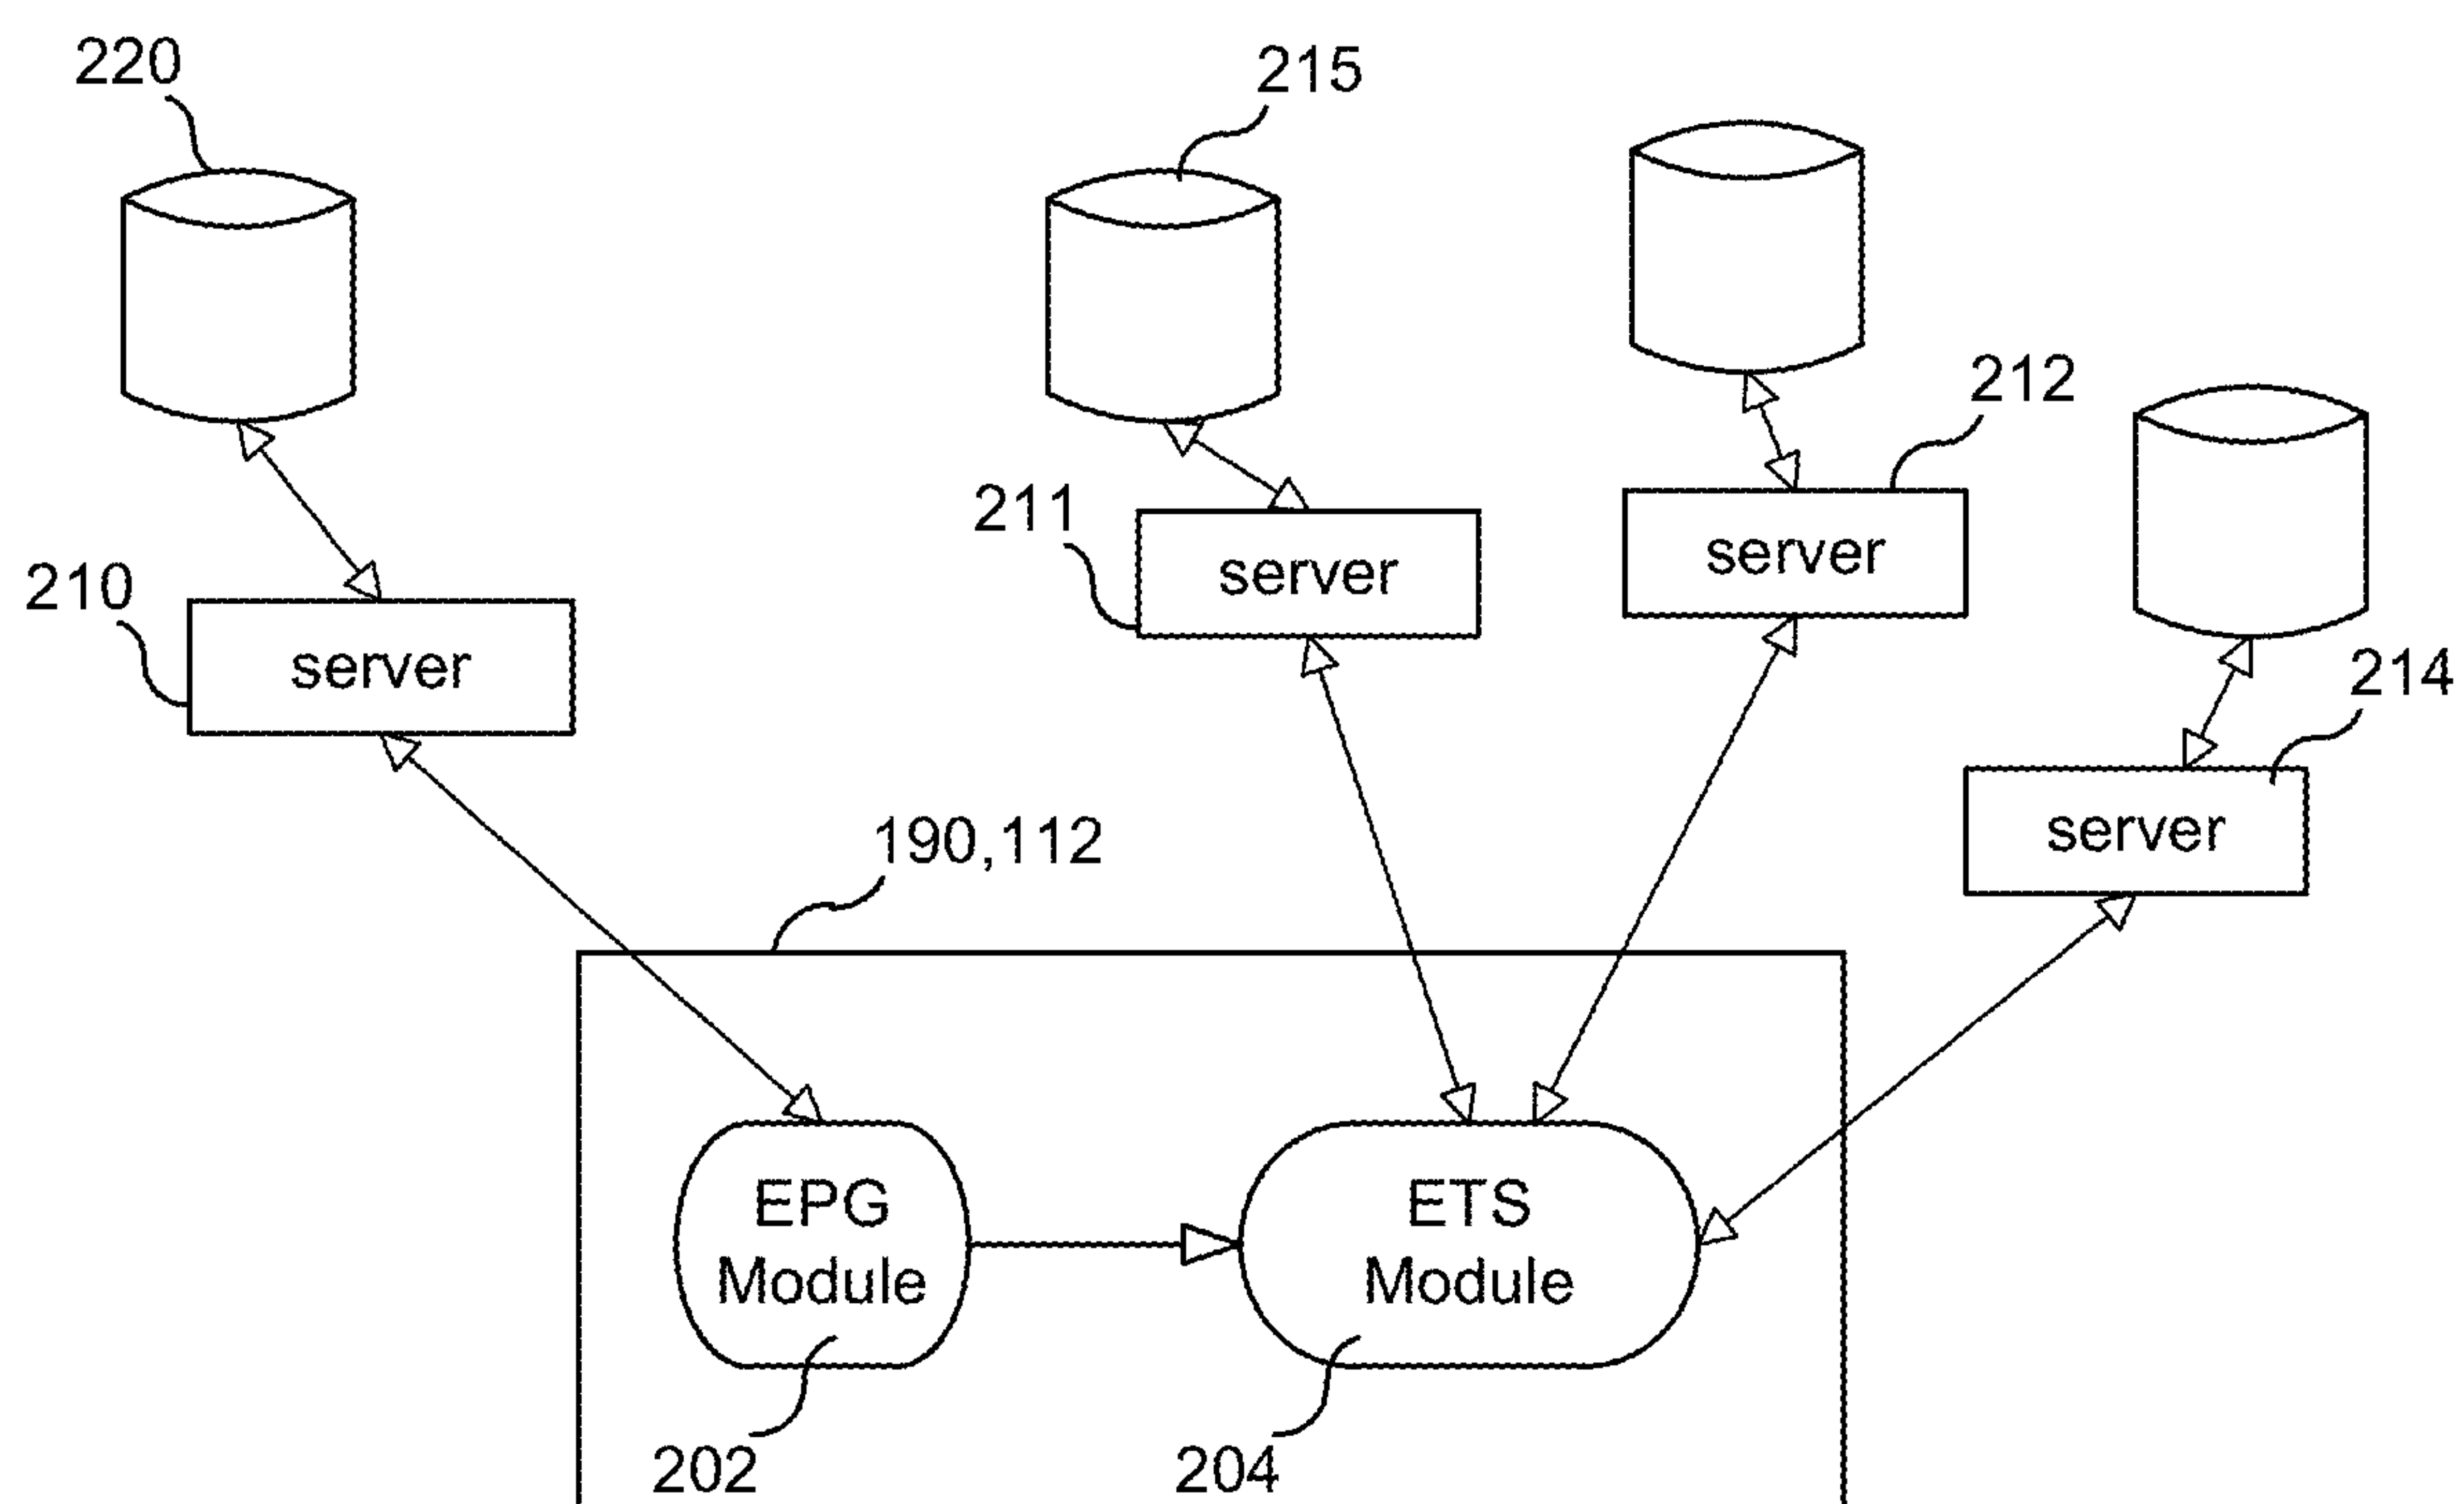 220
215
212
211
server
server
210
server
214
190,112
server
EPG
Module
ETS
Module
202
204